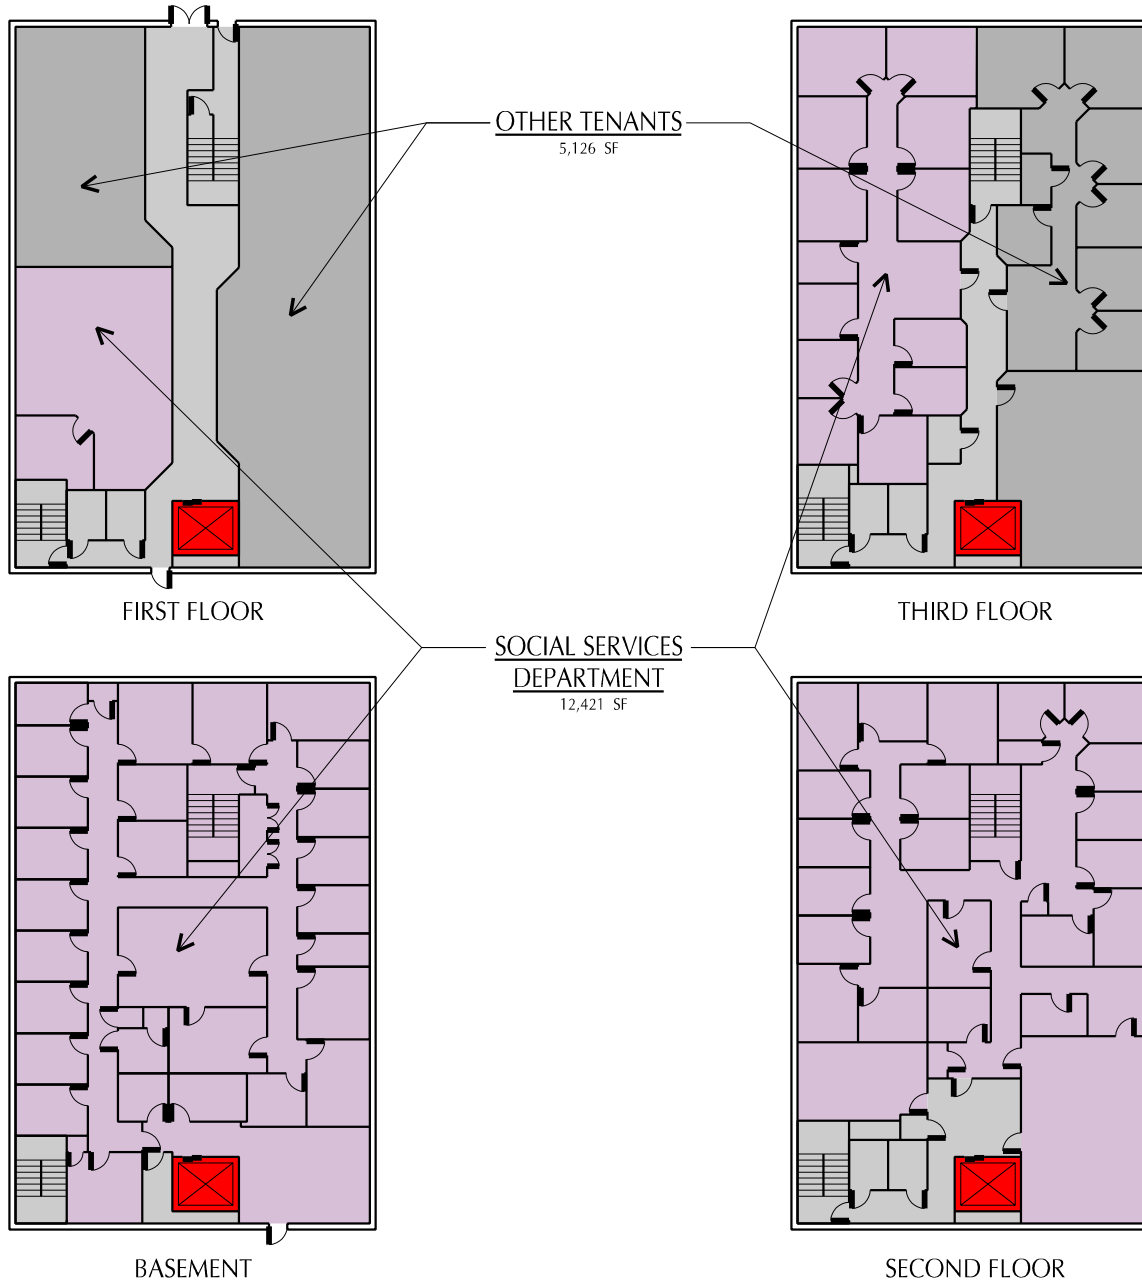 OTHER TENANTS
5,126 SF
FIRST FLOOR
THIRD FLOOR
SOCIAL SERVICES
DEPARTMENT
12,421 SF
BASEMENT
SECOND FLOOR